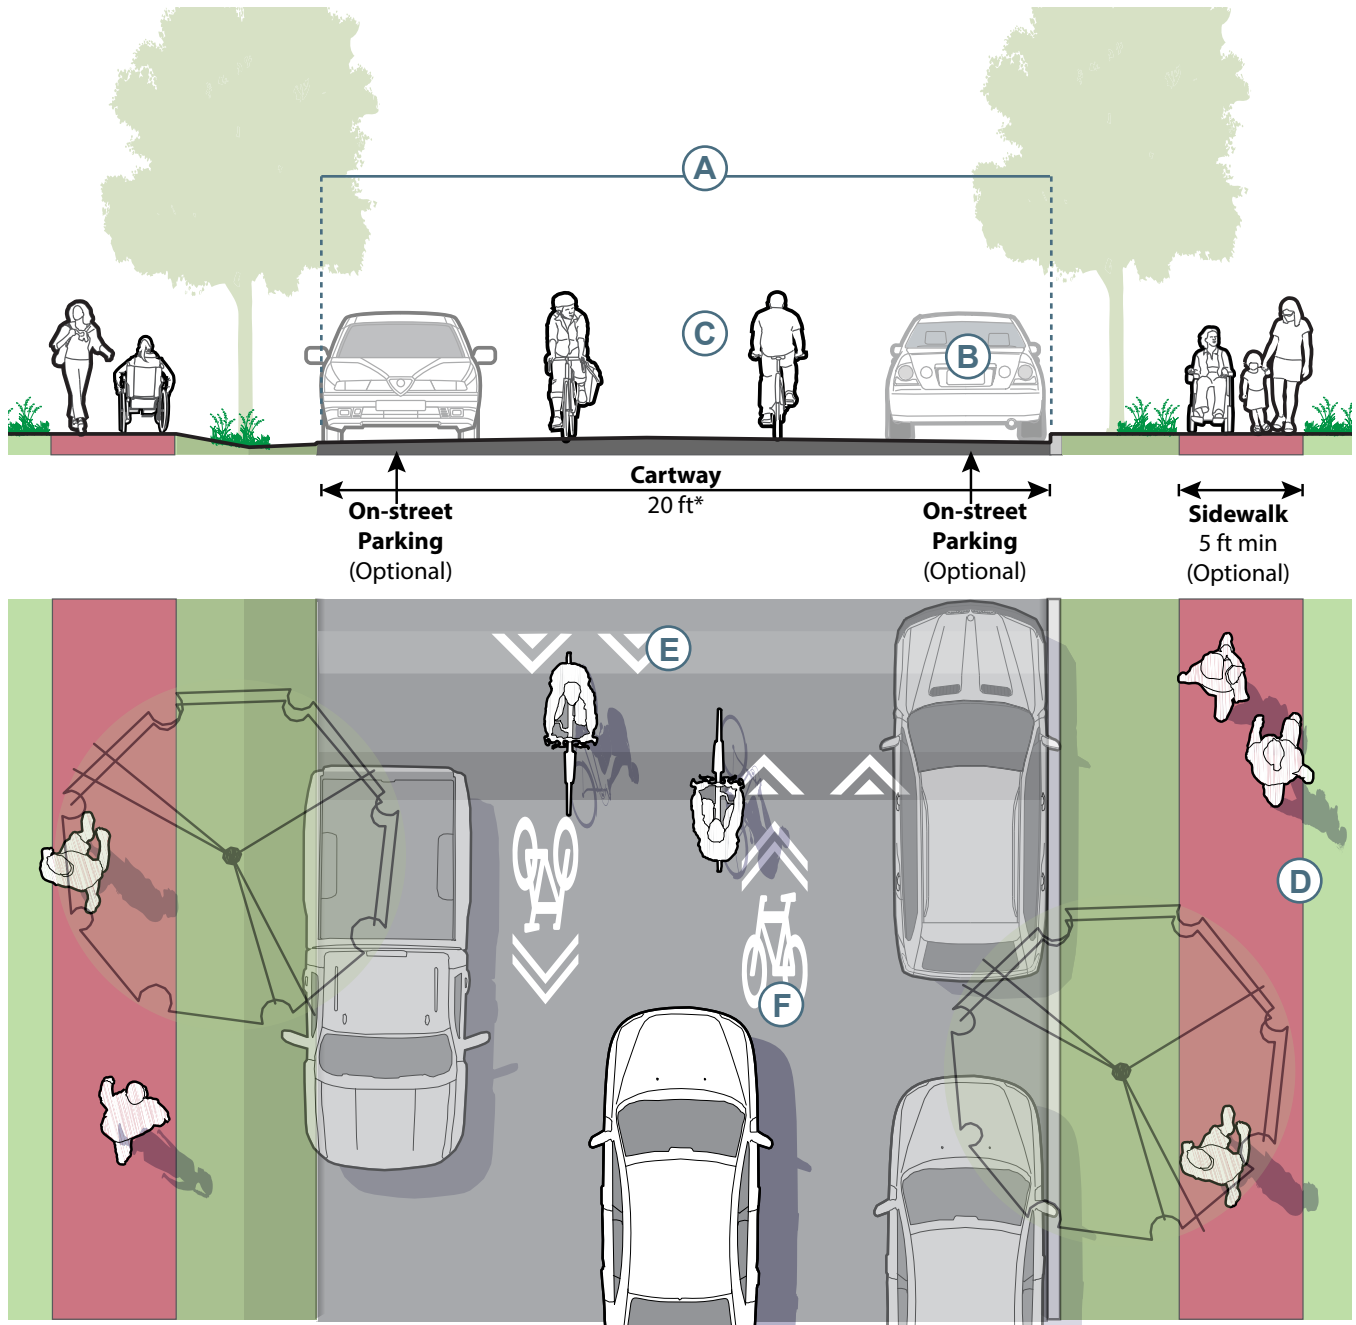 A
C
B
Cartway
20 ft*
On-street
Parking
(Optional)
On-street
Parking
(Optional)
Sidewalk
5 ft min
(Optional)
E
D
F